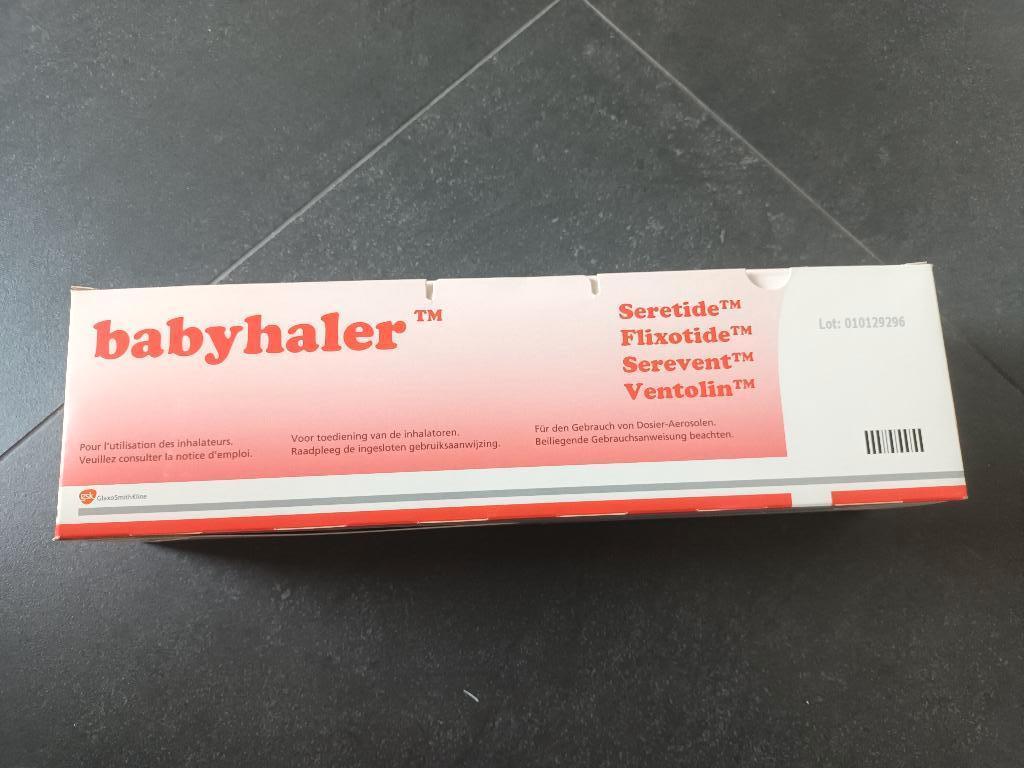 babyhaler™
Seretide™
Flixotide™
Serevent™
Ventolin™
Lot: 010129296
Pour l'utilisation des inhalateurs.
Veuillez consulter la notice d'emploi.
Voor toediening van de inhalatoren.
Raadpleeg de ingesloten gebruiksaanwijzing.
Für den Gebrauch von Dosier-Aerosolen.
Beiliegende Gebrauchsanweisung beachten.
gsk GlaxoSmithKline